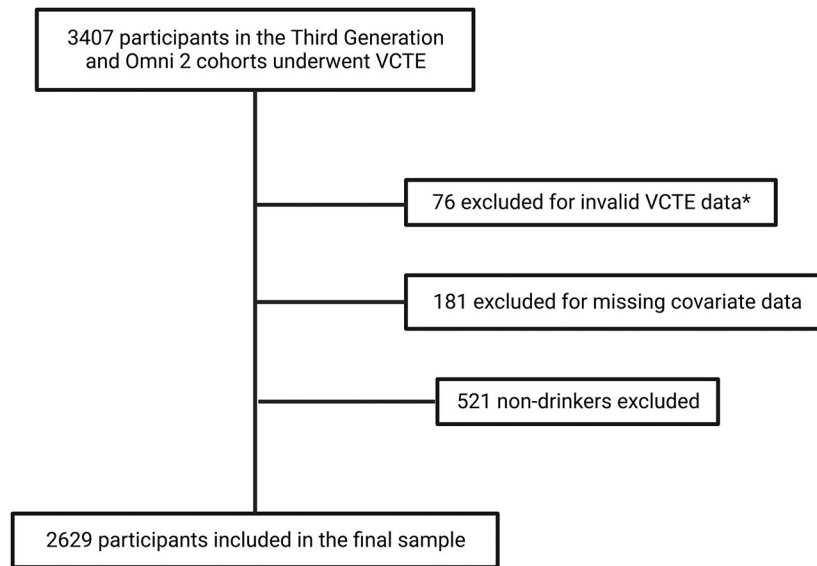 3407 participants in the Third Generation
and Omni 2 cohorts underwent VCTE
76 excluded for invalid VCTE data*
181 excluded for missing covariate data
521 non-drinkers excluded
2629 participants included in the final sample